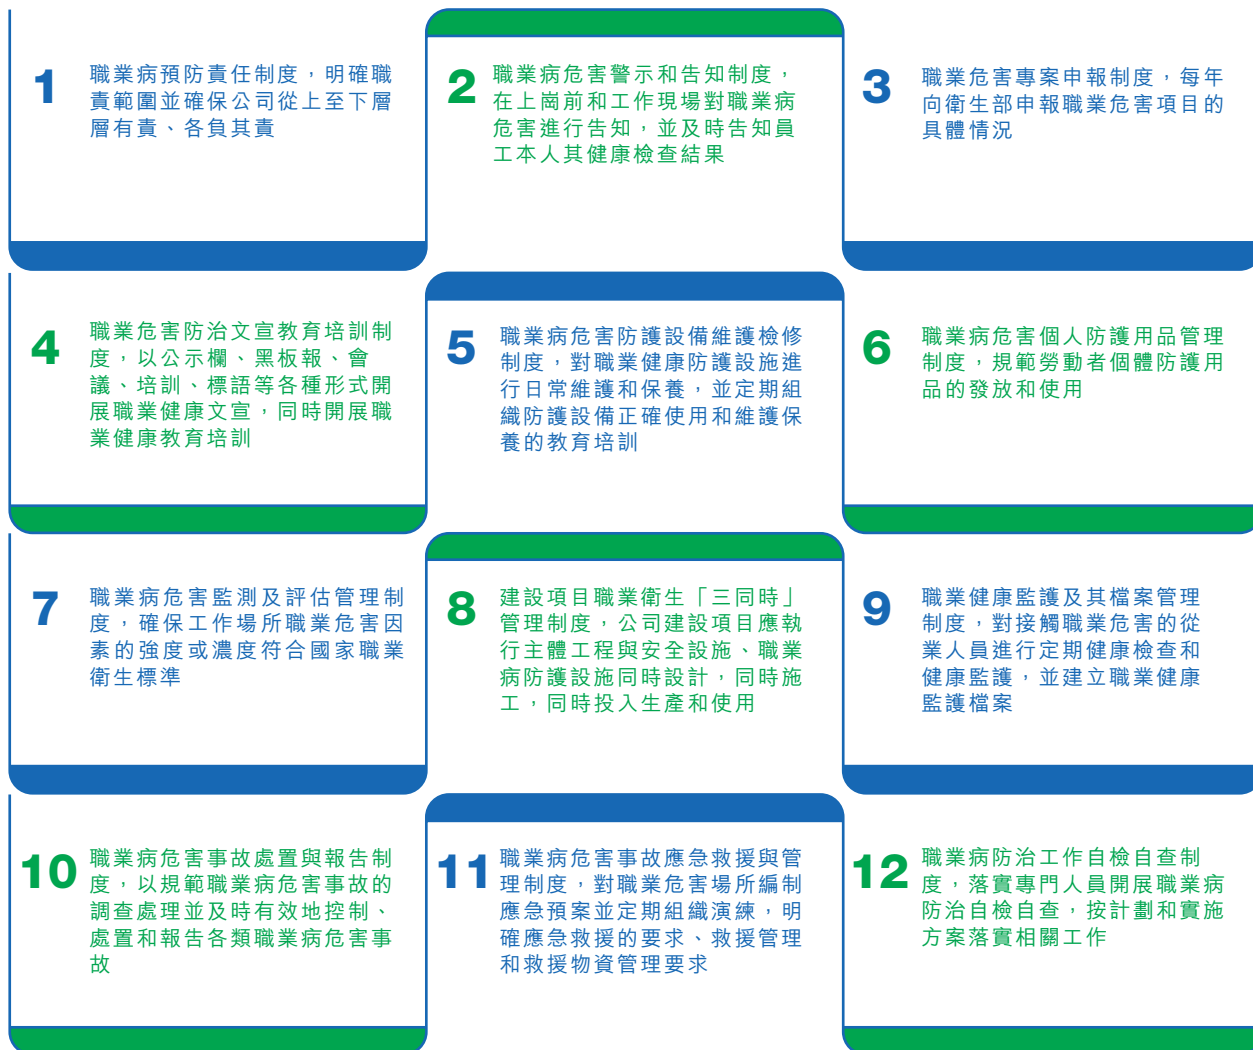 1
職業病預防責任制度，明確職
責範圍並確保公司從上至下層
層有責、各負其責
2
職業病危害警示和告知制度，
在上崗前和工作現場對職業病
危害進行告知，並及時告知員
工本人其健康檢查結果
3
職業危害專案申報制度，每年
向衛生部申報職業危害項目的
具體情況
4
職業危害防治文宣教育培訓制
度，以公示欄、黑板報、會
議、培訓、標語等各種形式開
展職業健康文宣，同時開展職
業健康教育培訓
5
職業病危害防護設備維護檢修
制度，對職業健康防護設施進
行日常維護和保養，並定期組
織防護設備正確使用和維護保
養的教育培訓
6
職業病危害個人防護用品管理
制度，規範勞動者個體防護用
品的發放和使用
7
職業病危害監測及評估管理制
度，確保工作場所職業危害因
素的強度或濃度符合國家職業
衛生標準
8
建設項目職業衛生「三同時」
管理制度，公司建設項目應執
行主體工程與安全設施、職業
病防護設施同時設計，同時施
工，同時投入生產和使用
9
職業健康監護及其檔案管理
制度，對接觸職業危害的從
業人員進行定期健康檢查和
健康監護，並建立職業健康
監護檔案
10
職業病危害事故處置與報告制
度，以規範職業病危害事故的
調查處理並及時有效地控制、
處置和報告各類職業病危害事
故
11
職業病危害事故應急救援與管
理制度，對職業危害場所編制
應急預案並定期組織演練，明
確應急救援的要求、救援管理
和救援物資管理要求
12
職業病防治工作自檢自查制
度，落實專門人員開展職業病
防治自檢自查，按計劃和實施
方案落實相關工作